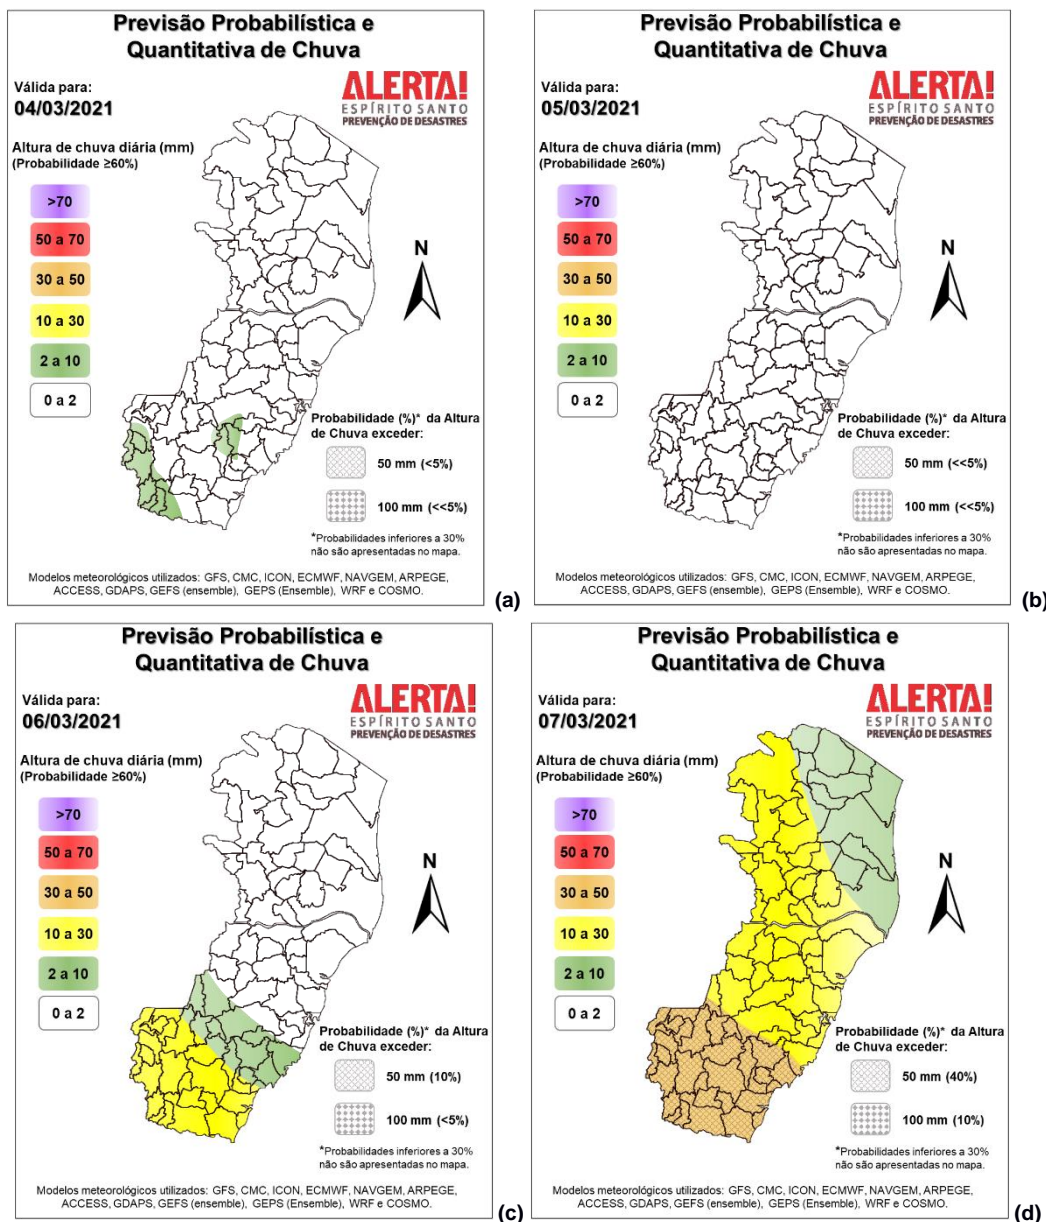 Previsão Probabilística e
Quantitativa de Chuva
Válida para:
04/03/2021
ALERTA!
ESPÍRITO SANTO
PREVENÇÃO DE DESASTRES
Altura de chuva diária (mm)
(Probabilidade ≥60%)
>70
50 a 70
30 a 50
10 a 30
2 a 10
0 a 2
N
Probabilidade (%)* da Altura
de Chuva exceder:
50 mm (<5%)
100 mm (<<5%)
*Probabilidades inferiores a 30%
não são apresentadas no mapa.
Modelos meteorológicos utilizados: GFS, CMC, ICON, ECMWF, NAVGEM, ARPEGE,
ACCESS, GDAPS, GEFS (ensemble), GEPS (Ensemble), WRF e COSMO.
(a)
Previsão Probabilística e
Quantitativa de Chuva
Válida para:
05/03/2021
ALERTA!
ESPÍRITO SANTO
PREVENÇÃO DE DESASTRES
Altura de chuva diária (mm)
(Probabilidade ≥60%)
>70
50 a 70
30 a 50
10 a 30
2 a 10
0 a 2
N
Probabilidade (%)* da Altura
de Chuva exceder:
50 mm (<<5%)
100 mm (<<5%)
*Probabilidades inferiores a 30%
não são apresentadas no mapa.
Modelos meteorológicos utilizados: GFS, CMC, ICON, ECMWF, NAVGEM, ARPEGE,
ACCESS, GDAPS, GEFS (ensemble), GEPS (Ensemble), WRF e COSMO.
(b)
Previsão Probabilística e
Quantitativa de Chuva
Válida para:
06/03/2021
ALERTA!
ESPÍRITO SANTO
PREVENÇÃO DE DESASTRES
Altura de chuva diária (mm)
(Probabilidade ≥60%)
>70
50 a 70
30 a 50
10 a 30
2 a 10
0 a 2
N
Probabilidade (%)* da Altura
de Chuva exceder:
50 mm (10%)
100 mm (<5%)
*Probabilidades inferiores a 30%
não são apresentadas no mapa.
Modelos meteorológicos utilizados: GFS, CMC, ICON, ECMWF, NAVGEM, ARPEGE,
ACCESS, GDAPS, GEFS (ensemble), GEPS (Ensemble), WRF e COSMO.
(c)
Previsão Probabilística e
Quantitativa de Chuva
Válida para:
07/03/2021
ALERTA!
ESPÍRITO SANTO
PREVENÇÃO DE DESASTRES
Altura de chuva diária (mm)
(Probabilidade ≥60%)
>70
50 a 70
30 a 50
10 a 30
2 a 10
0 a 2
N
Probabilidade (%)* da Altura
de Chuva exceder:
50 mm (40%)
100 mm (10%)
*Probabilidades inferiores a 30%
não são apresentadas no mapa.
Modelos meteorológicos utilizados: GFS, CMC, ICON, ECMWF, NAVGEM, ARPEGE,
ACCESS, GDAPS, GEFS (ensemble), GEPS (Ensemble), WRF e COSMO.
(d)